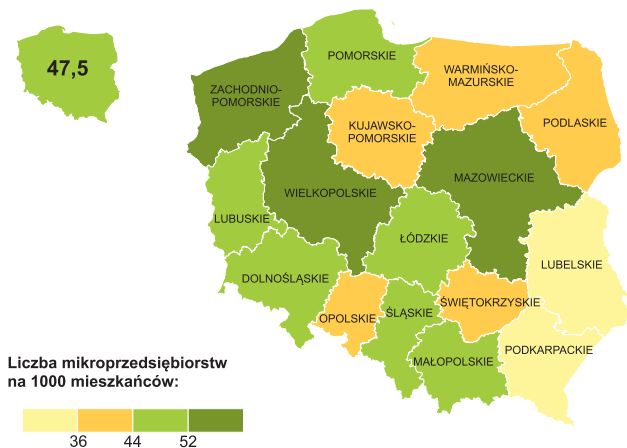 47,5
POMORSKIE
ZACHODNIO-
POMORSKIE
WARMIŃSKO-
MAZURSKIE
KUJAWSKO-
POMORSKIE
PODLASKIE
MAZOWIECKIE
WIELKOPOLSKIE
LUBUSKIE
ŁÓDZKIE
LUBELSKIE
DOLNOŚLĄSKIE
OPOLSKIE
ŚLĄSKIE
ŚWIĘTOKRZYSKIE
MAŁOPOLSKIE
PODKARPACKIE
Liczba mikroprzedsiębiorstw
na 1000 mieszkańców:
36 44 52